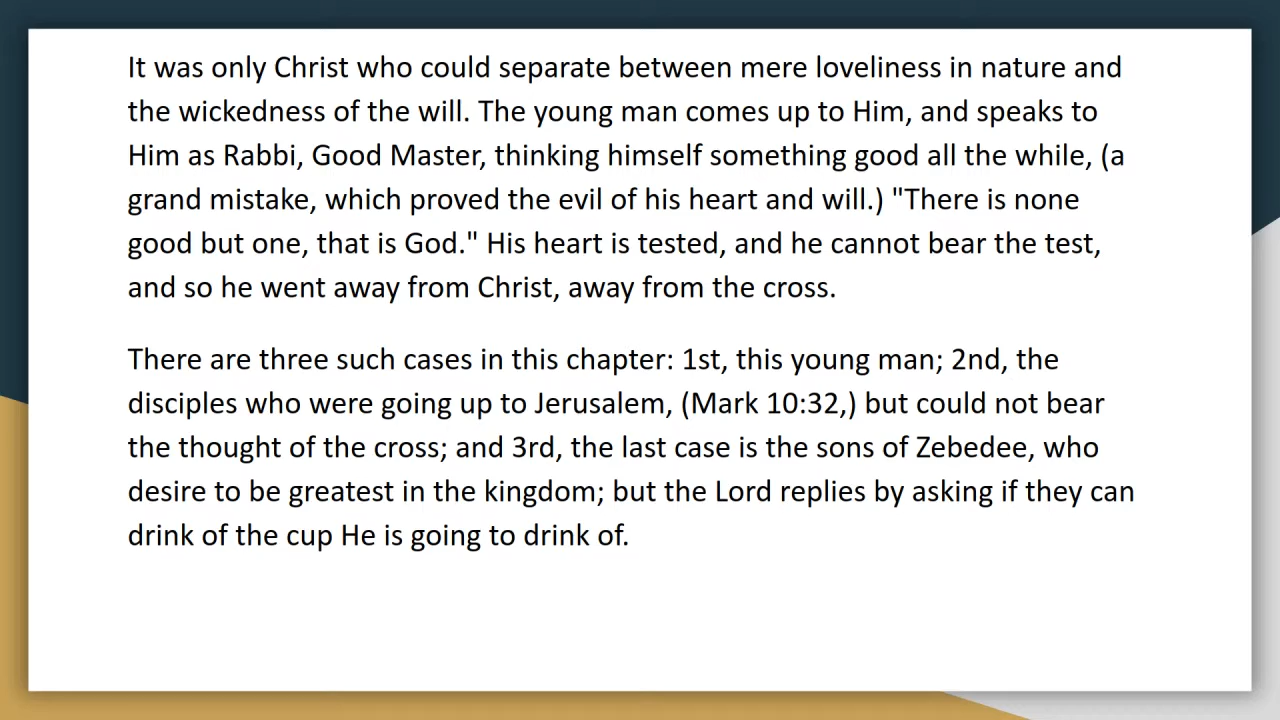 It was only Christ who could separate between mere loveliness in nature and
the wickedness of the will. The young man comes up to Him, and speaks to
Him as Rabbi, Good Master, thinking himself something good all the while, (a
grand mistake, which proved the evil of his heart and will.) "There is none
good but one, that is God." His heart is tested, and he cannot bear the test,
and so he went away from Christ, away from the cross.
There are three such cases in this chapter: 1st, this young man; 2nd, the
disciples who were going up to Jerusalem, (Mark 10:32,) but could not bear
the thought of the cross; and 3rd, the last case is the sons of Zebedee, who
desire to be greatest in the kingdom; but the Lord replies by asking if they can
drink of the cup He is going to drink of.